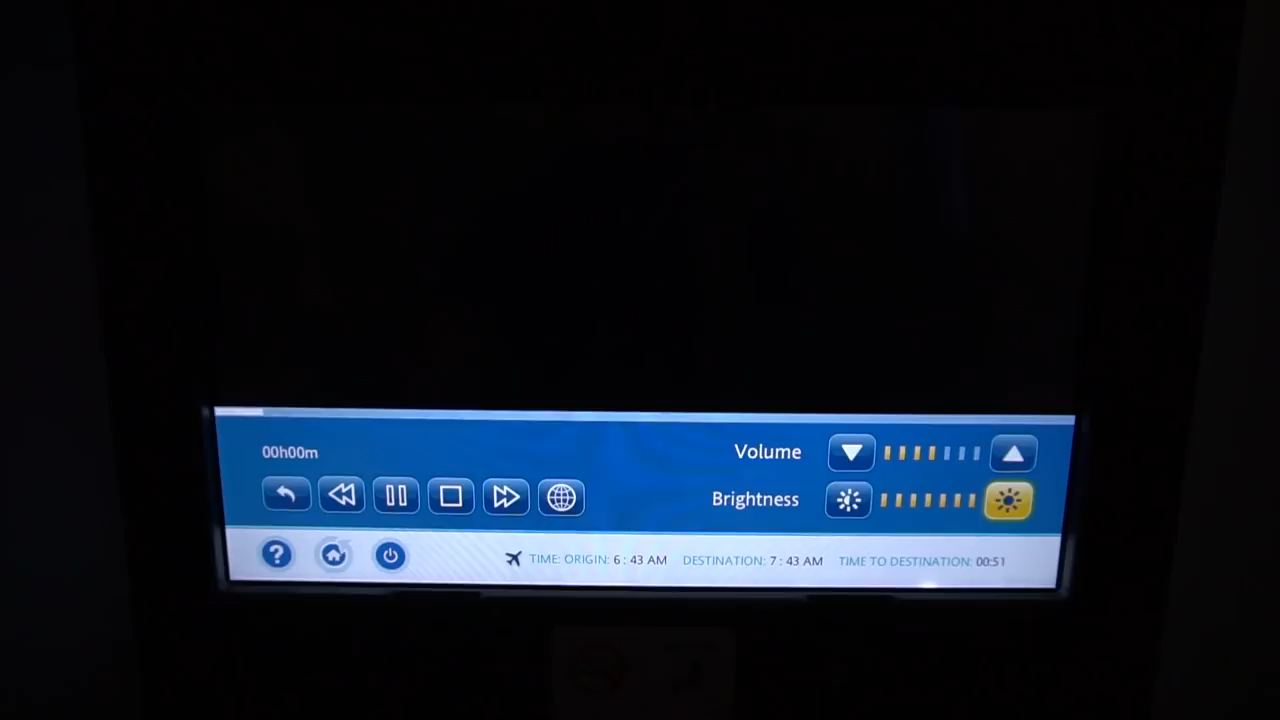 00h00m
Volume
Brightness
?
TIME: ORIGIN: 6 : 43 AM DESTINATION: 7 : 43 AM TIME TO DESTINATION: 00:51